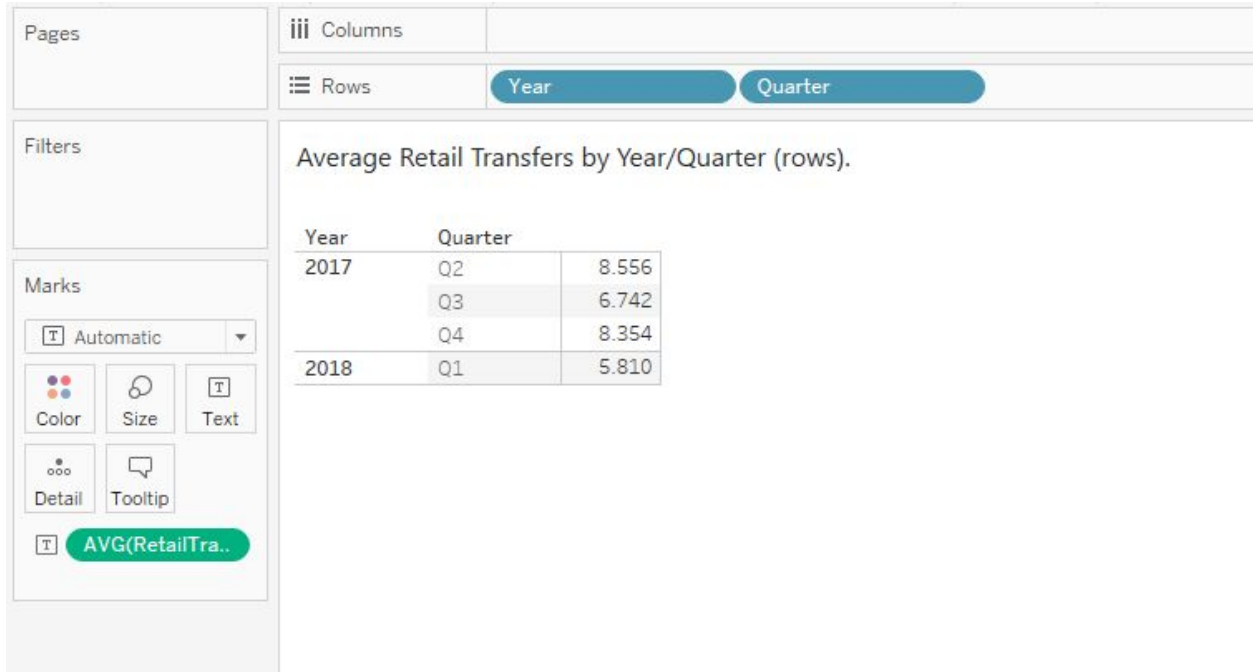 Pages
Columns
Rows Year Quarter
Filters
Average Retail Transfers by Year/Quarter (rows).
Year Quarter
2017 Q2 8.556
Q3 6.742
Q4 8.354
2018 Q1 5.810
Marks
T Automatic
Color Size T Text
Detail Tooltip
T AVG(RetailTra..